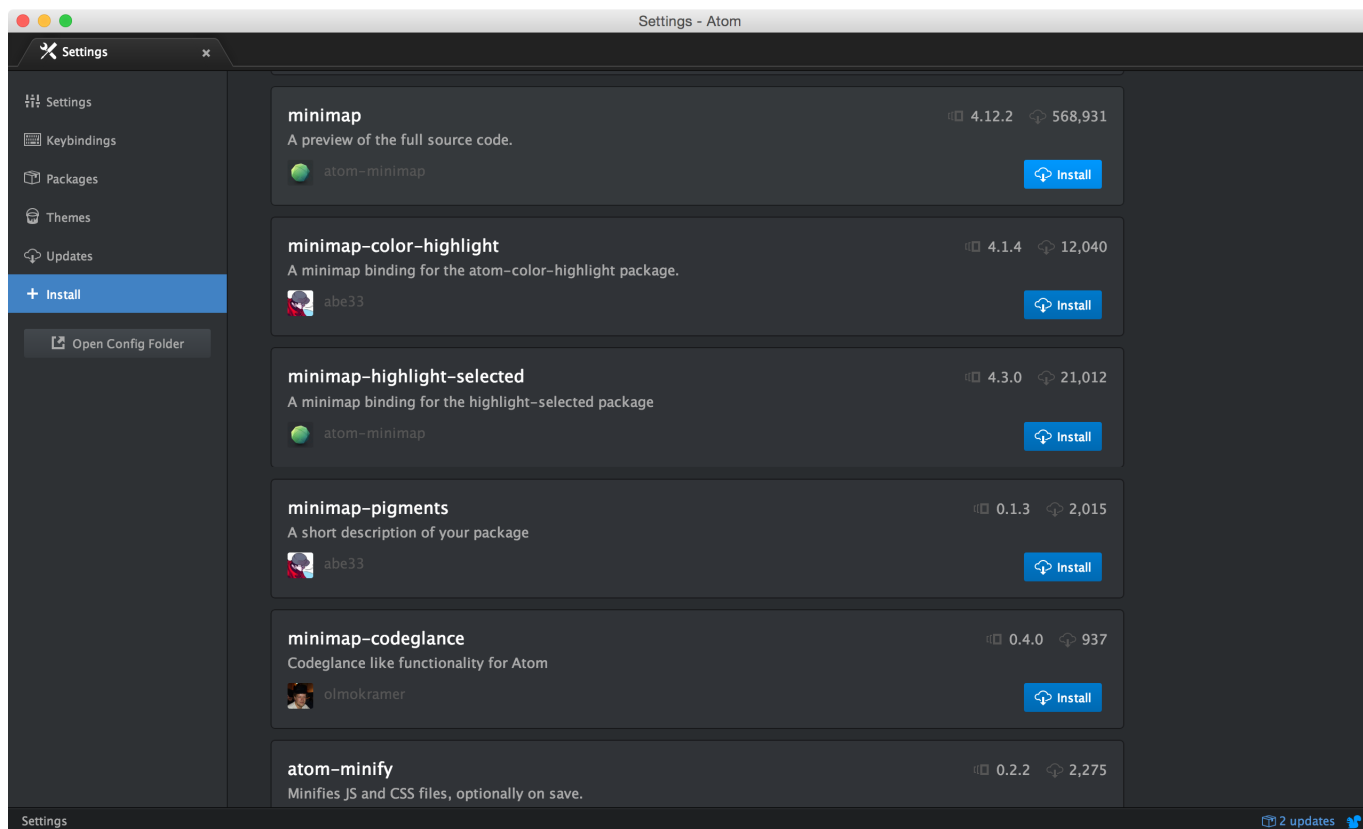 Settings - Atom
Settings
Settings
Keybindings
Packages
Themes
Updates
Install
Open Config Folder
minimap
4.12.2 568,931
A preview of the full source code.
atom-minimap
Install
minimap-color-highlight
4.1.4 12,040
A minimap binding for the atom-color-highlight package.
abe33
Install
minimap-highlight-selected
4.3.0 21,012
A minimap binding for the highlight-selected package
atom-minimap
Install
minimap-pigments
0.1.3 2,015
A short description of your package
abe33
Install
minimap-codeglance
0.4.0 937
Codeglance like functionality for Atom
olmokramer
Install
atom-minify
0.2.2 2,275
Minifies JS and CSS files, optionally on save.
Settings
2 updates